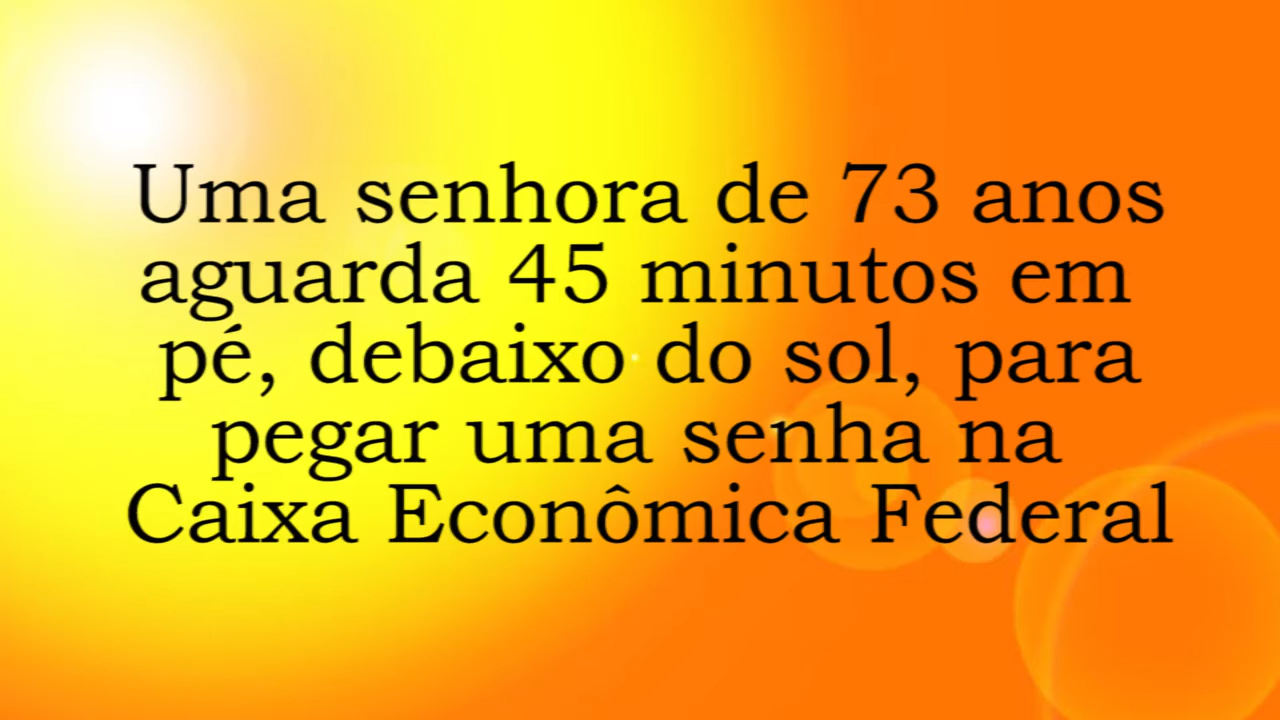 Uma senhora de 73 anos
aguarda 45 minutos em
pé, debaixo do sol, para
pegar uma senha na
Caixa Econômica Federal